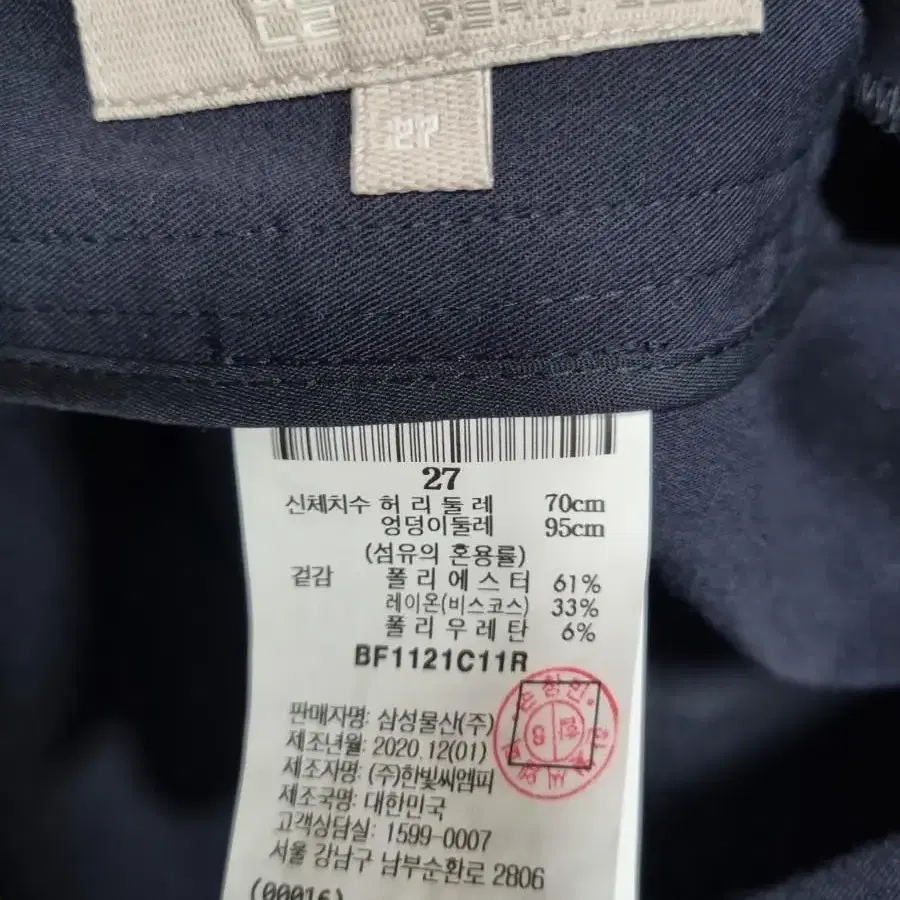 27
27
신체치수 허 리 둘 레 70cm
엉덩이둘레 95cm
(섬유의 혼용률)
겉감 폴 리 에 스 터 61%
레이온(비스코스) 33%
폴 리 우 레 탄 6%
BF1121C11R
판매자명: 삼성물산(주)
제조년월: 2020.12(01)
제조자명: (주)한빛씨엠피
제조국명: 대한민국
고객상담실: 1599-0007
서울 강남구 남부순환로 2806
(00016)